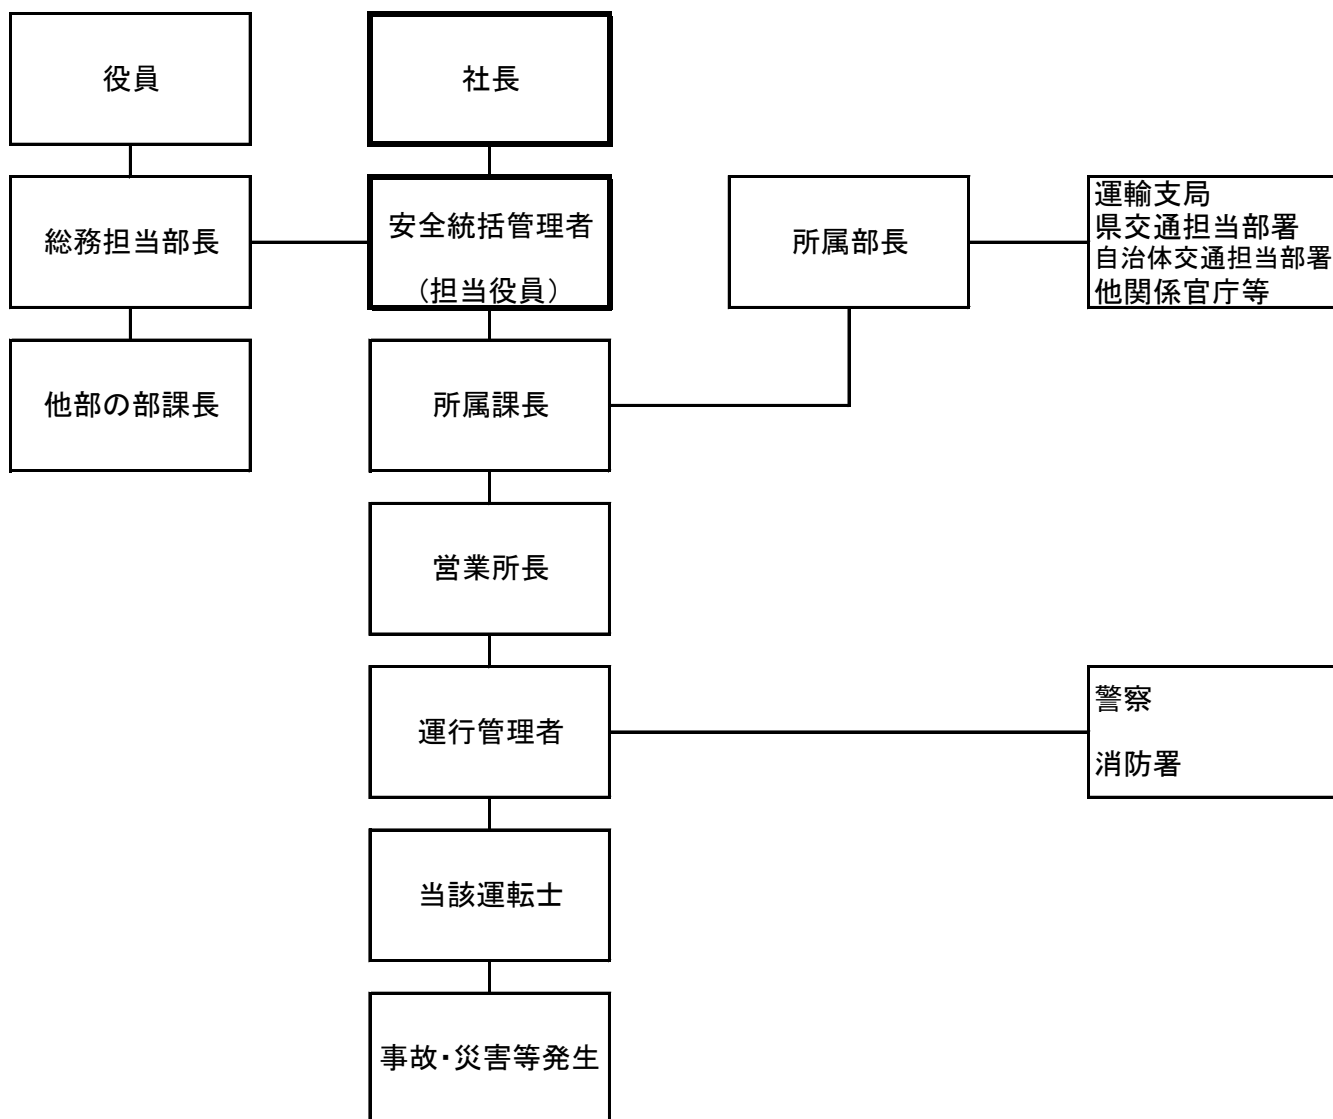 役員
社長
総務担当部長
安全統括管理者
（担当役員）
所属部長
運輸支局
県交通担当部署
自治体交通担当部署
他関係官庁等
他部の部課長
所属課長
営業所長
運行管理者
警察
消防署
当該運転士
事故・災害等発生